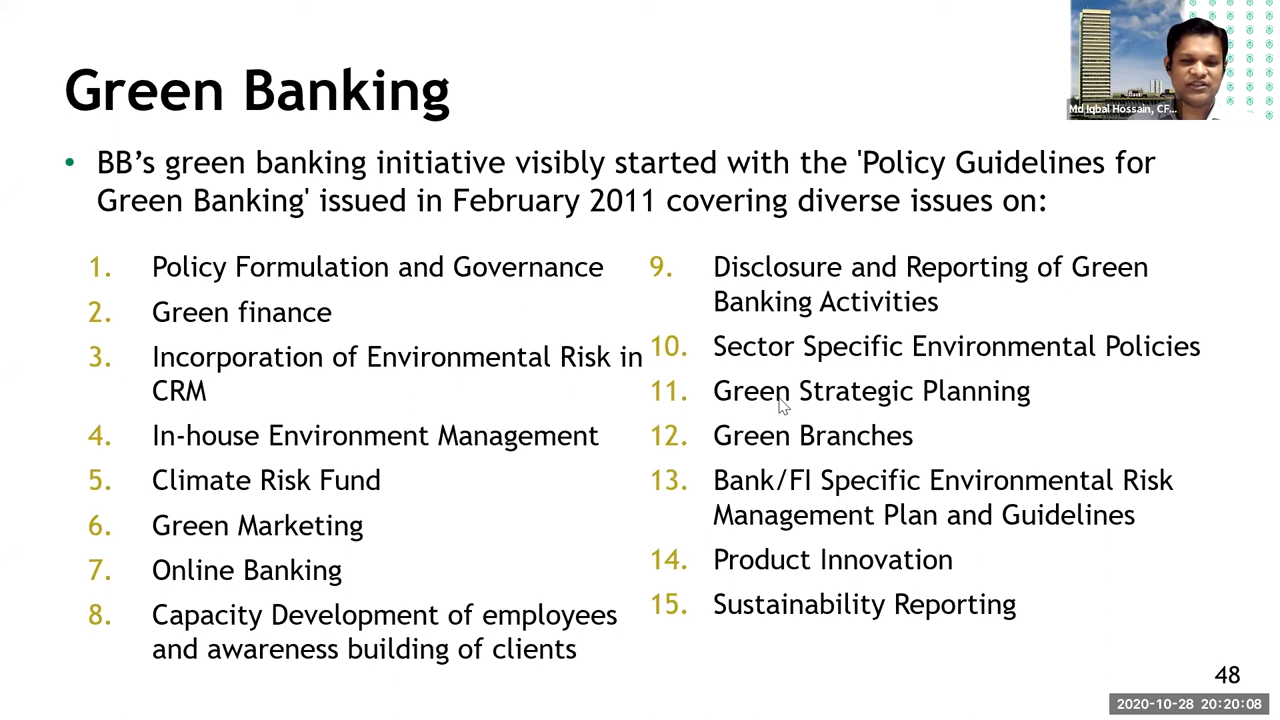 Green Banking
Md Iqbal Hossain, CF...
• BB’s green banking initiative visibly started with the 'Policy Guidelines for
Green Banking' issued in February 2011 covering diverse issues on:
1. Policy Formulation and Governance
2. Green finance
3. Incorporation of Environmental Risk in
CRM
4. In-house Environment Management
5. Climate Risk Fund
6. Green Marketing
7. Online Banking
8. Capacity Development of employees
and awareness building of clients
9. Disclosure and Reporting of Green
Banking Activities
10. Sector Specific Environmental Policies
11. Green Strategic Planning
12. Green Branches
13. Bank/FI Specific Environmental Risk
Management Plan and Guidelines
14. Product Innovation
15. Sustainability Reporting
48
2020-10-28 20:20:08